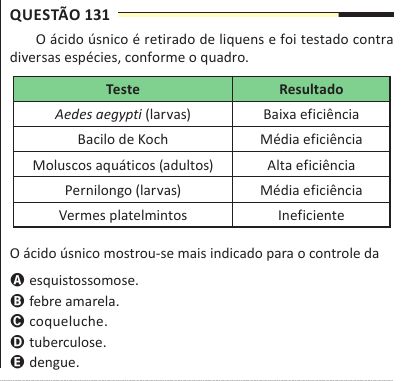 QUESTÃO 131
O ácido úsnico é retirado de liquens e foi testado contra
diversas espécies, conforme o quadro.
Teste Resultado
Aedes aegypti (larvas) Baixa eficiência
Bacilo de Koch Média eficiência
Moluscos aquáticos (adultos) Alta eficiência
Pernilongo (larvas) Média eficiência
Vermes platelmintos Ineficiente
O ácido úsnico mostrou-se mais indicado para o controle da
A esquistossomose.
B febre amarela.
C coqueluche.
D tuberculose.
E dengue.